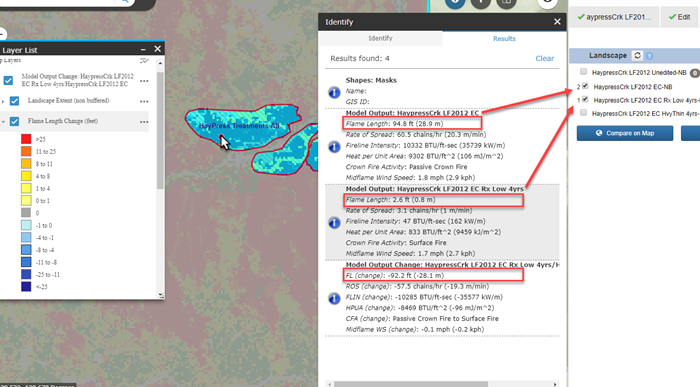 Layer List
Layers
Model Output Change: HaypressCrk LF2012
EC Rx Low 4yrs HaypressCrk LF2012 EC
Landscape Extent (non buffered)
Flame Length Change (feet)
>25
11 to 25
8 to 11
4 to 8
1 to 4
0
-1 to 0
-4 to -1
-8 to -4
-11 to -8
-25 to -11
<-25
HayPress Treatments All
Identify
Identify
Results
Results found: 4
Clear
Shapes: Masks
Name:
GIS ID:
Model Output: HaypressCrk LF2012 EC
Flame Length: 94.8 ft (28.9 m)
Rate of Spread: 60.5 chains/hr (20.3 m/min)
Fireline Intensity: 10332 BTU/ft-sec (35739 kW/m)
Heat per Unit Area: 9302 BTU/ft^2 (106 mJ/m^2)
Crown Fire Activity: Passive Crown Fire
Midflame Wind Speed: 1.8 mph (2.9 kph)
Model Output: HaypressCrk LF2012 EC Rx Low 4yrs
Flame Length: 2.6 ft (0.8 m)
Rate of Spread: 3.1 chains/hr (1 m/min)
Fireline Intensity: 47 BTU/ft-sec (162 kW/m)
Heat per Unit Area: 833 BTU/ft^2 (9459 kJ/m^2)
Crown Fire Activity: Surface Fire
Midflame Wind Speed: 1.7 mph (2.7 kph)
Model Output Change: HaypressCrk LF2012 EC Rx Low 4yrs/H
FL (change): -92.2 ft (-28.1 m)
ROS (change): -57.5 chains/hr (-19.3 m/min)
FLIN (change): -10285 BTU/ft-sec (-35577 kW/m)
HPUA (change): -8469 BTU/ft^2 (-96 mJ/m^2)
CFA (change): Passive Crown Fire to Surface Fire
Midflame WS (change): -0.1 mph (-0.2 kph)
aypressCrk LF201...
Edit
Landscape
HaypressCrk LF2012 Unedited-NB 0
2 HaypressCrk LF2012 EC-NB
1 HaypressCrk LF2012 EC Rx Low 4yrs-
HaypressCrk LF2012 EC HvyThin 4yrs-
Compare on Map